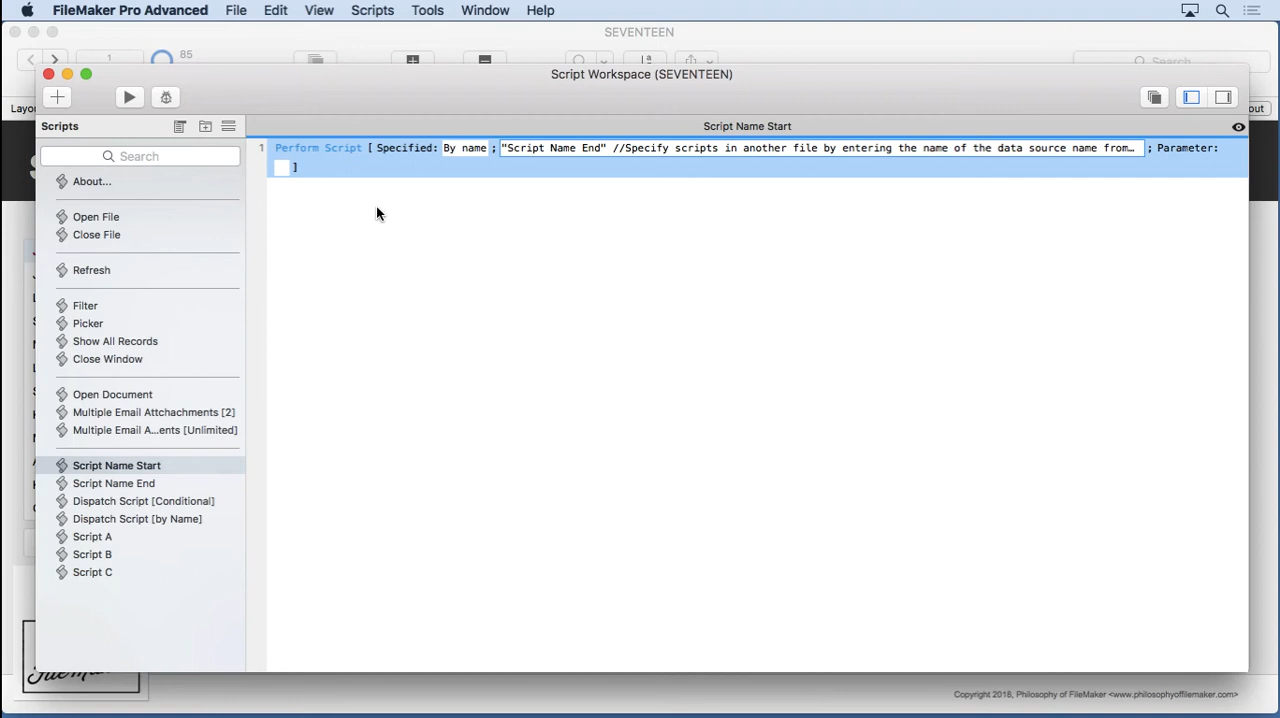 FileMaker Pro Advanced File Edit View Scripts Tools Window Help
SEVENTEEN
1 85 Search
Script Workspace (SEVENTEEN)
Scripts
Script Name Start
Search
1 Perform Script [ Specified: By name ; "Script Name End" //Specify scripts in another file by entering the name of the data source name from… ; Parameter:
]
About...
Open File
Close File
Refresh
Filter
Picker
Show All Records
Close Window
Open Document
Multiple Email Attchachments [2]
Multiple Email A...ents [Unlimited]
Script Name Start
Script Name End
Dispatch Script [Conditional]
Dispatch Script [by Name]
Script A
Script B
Script C
Copyright 2018, Philosophy of FileMaker <www.philosophyoffilemaker.com>